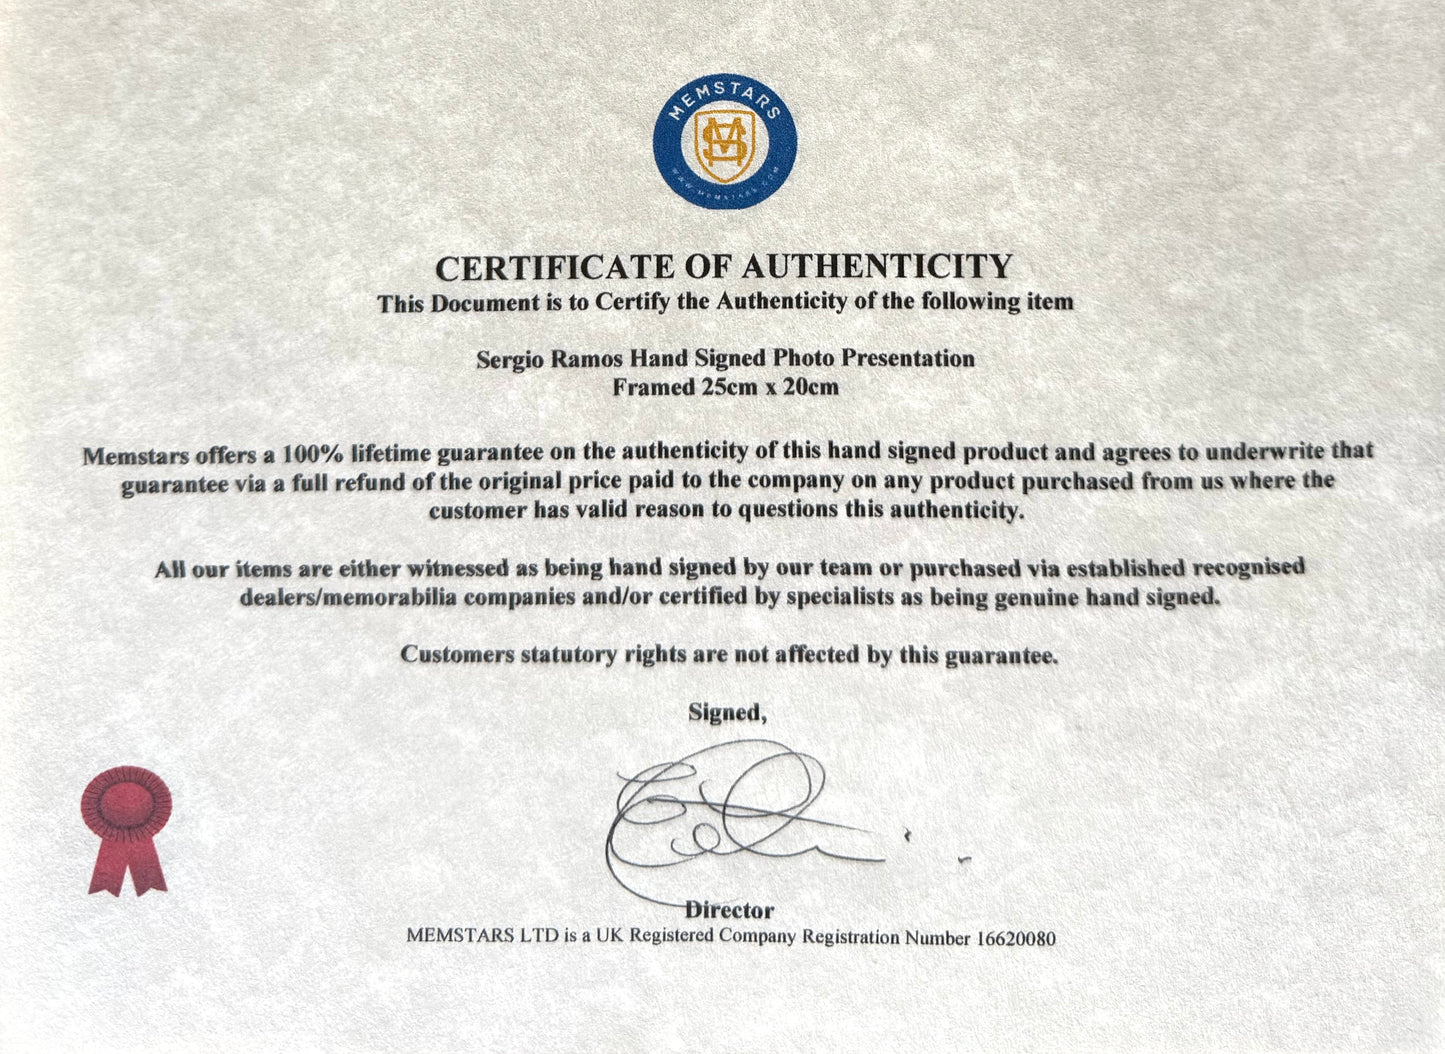 MEMSTARS
MS
WWW.MEMSTARS.COM
CERTIFICATE OF AUTHENTICITY
This Document is to Certify the Authenticity of the following item
Sergio Ramos Hand Signed Photo Presentation
Framed 25cm x 20cm
Memstars offers a 100% lifetime guarantee on the authenticity of this hand signed product and agrees to underwrite that
guarantee via a full refund of the original price paid to the company on any product purchased from us where the
customer has valid reason to questions this authenticity.
All our items are either witnessed as being hand signed by our team or purchased via established recognised
dealers/memorabilia companies and/or certified by specialists as being genuine hand signed.
Customers statutory rights are not affected by this guarantee.
Signed,
Director
MEMSTARS LTD is a UK Registered Company Registration Number 16620080